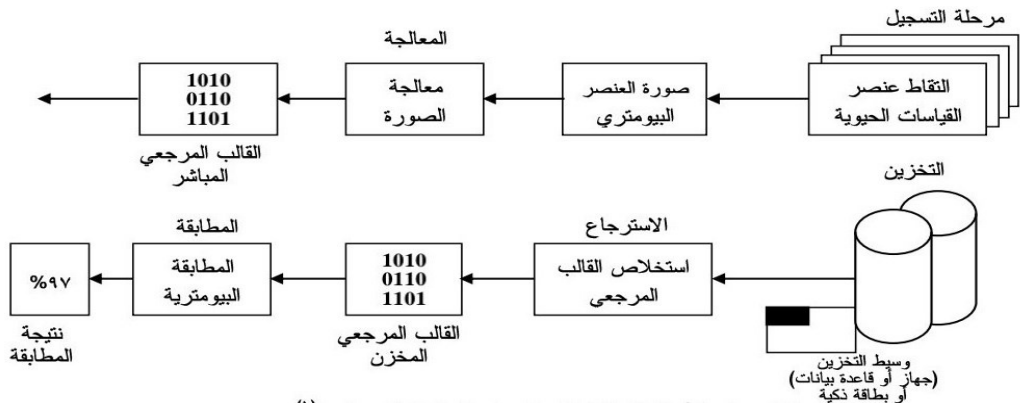 مرحلة التسجيل
المعالجة
التقاط عنصر
القياسات الحيوية
صورة العنصر
البيومتري
معالجة
الصورة
1010
0110
1101
القالب المرجعي
المباشر
التخزين
الاسترجاع
المطابقة
استخلاص القالب
المرجعي
1010
0110
1101
المطابقة
البيومترية
%٩٧
القالب المرجعي
المخزن
نتيجة
المطابقة
وسيط التخزين
(جهاز أو قاعدة بيانات)
أو بطاقة ذكية